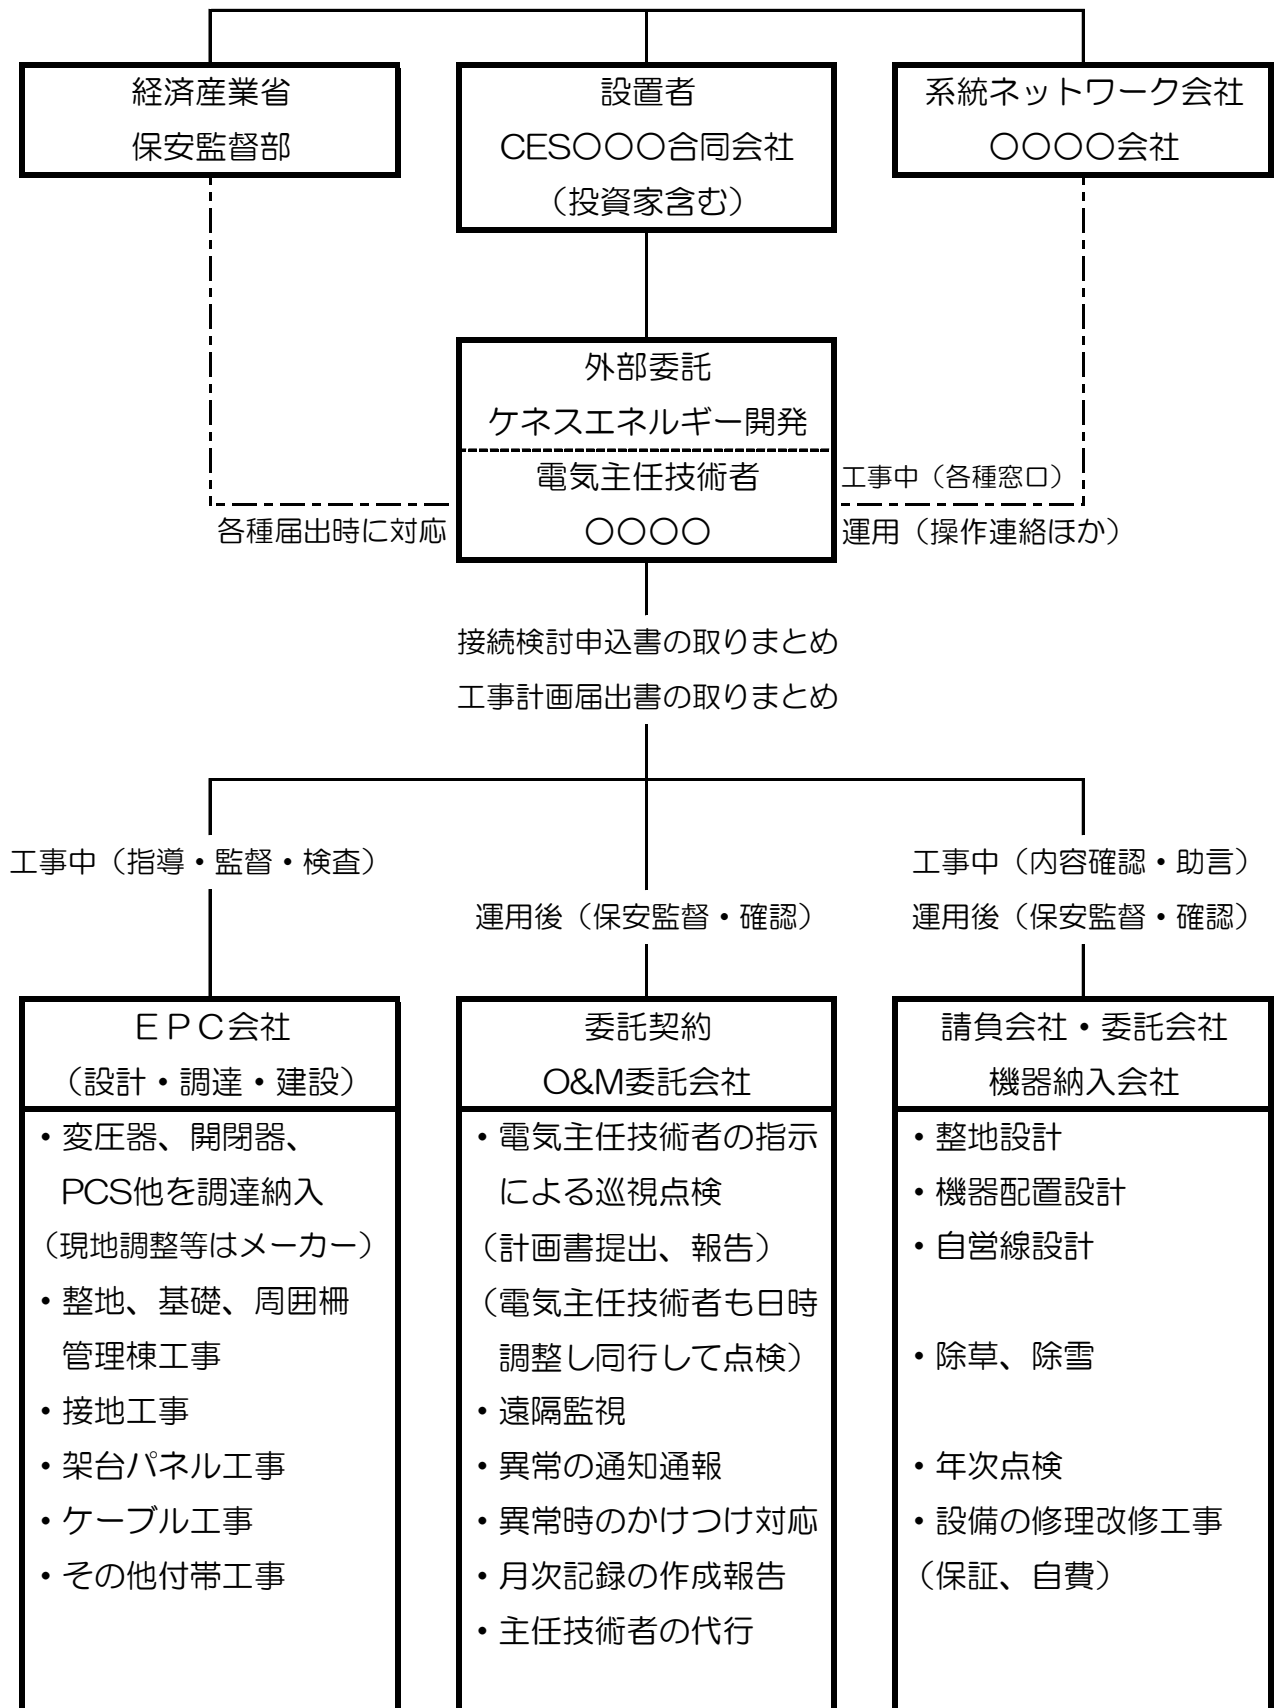 経済産業省
保安監督部
設置者
CES〇〇〇合同会社
（投資家含む）
系統ネットワーク会社
〇〇〇〇会社
外部委託
ケネスエネルギー開発
電気主任技術者
〇〇〇〇
各種届出時に対応
工事中（各種窓口）
運用（操作連絡ほか）
接続検討申込書の取りまとめ
工事計画届出書の取りまとめ
工事中（指導・監督・検査）
運用後（保安監督・確認）
工事中（内容確認・助言）
運用後（保安監督・確認）
ＥＰＣ会社
（設計・調達・建設）
・変圧器、開閉器、
PCS他を調達納入
（現地調整等はメーカー）
・整地、基礎、周囲柵
管理棟工事
・接地工事
・架台パネル工事
・ケーブル工事
・その他付帯工事
委託契約
O&M委託会社
・電気主任技術者の指示
による巡視点検
（計画書提出、報告）
（電気主任技術者も日時
調整し同行して点検）
・遠隔監視
・異常の通知通報
・異常時のかけつけ対応
・月次記録の作成報告
・主任技術者の代行
請負会社・委託会社
機器納入会社
・整地設計
・機器配置設計
・自営線設計
・除草、除雪
・年次点検
・設備の修理改修工事
（保証、自費）